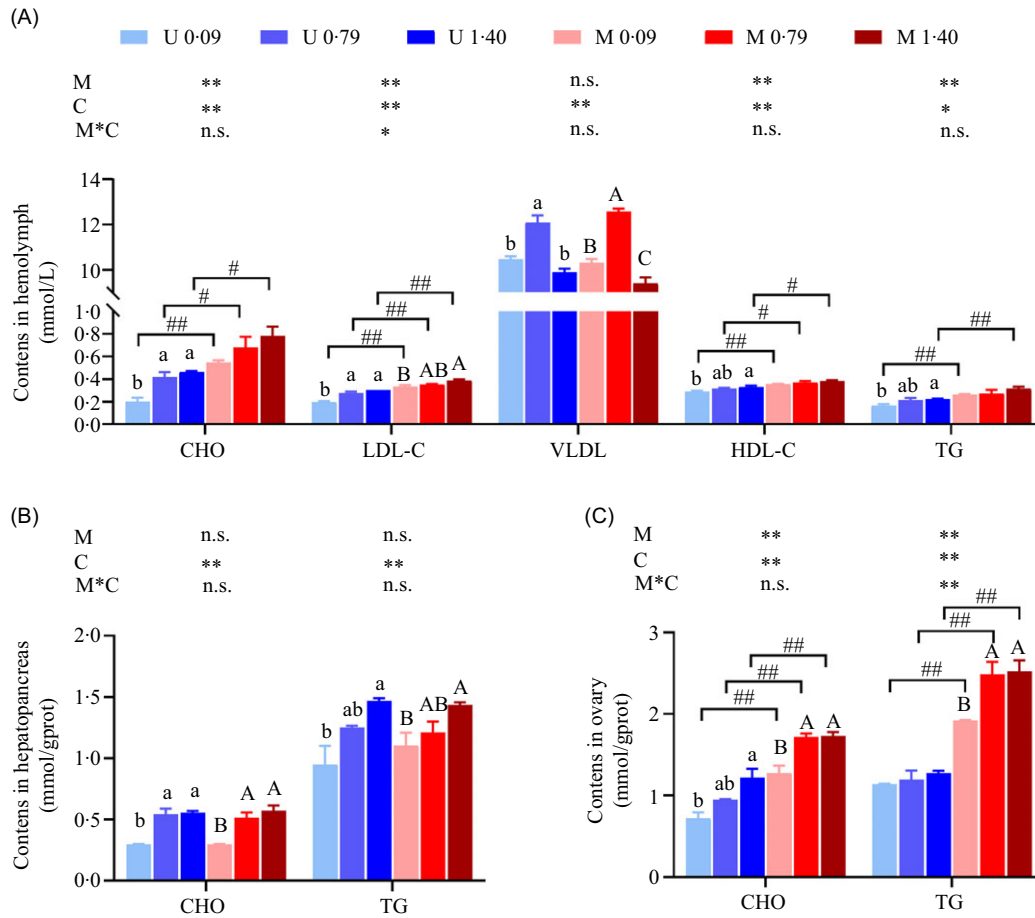 (A)
U 0·09 U 0·79 U 1·40 M 0·09 M 0·79 M 1·40
M ** ** n.s. ** **
C ** ** ** ** *
M*C n.s. * n.s. n.s. n.s.
Contens in hemolymph
(mmol/L)
14
12
10
1·0
0·8
0·6
0·4
0·2
0·0
b a a ## # #
b a a B AB A ## ## ##
b a b B A C
b ab a ## # #
b ab a ## ##
CHO LDL-C VLDL HDL-C TG
(B)
M n.s. n.s.
C ** **
M*C n.s. n.s.
Contens in hepatopancreas
(mmol/gprot)
2·0
1·5
1·0
0·5
0·0
b a a B A A
b ab a B AB A
CHO TG
(C)
M ** **
C ** **
M*C n.s. **
Contens in ovary
(mmol/gprot)
3
2
1
0
b ab a B A A ## ## ##
B A A ## ## ##
CHO TG